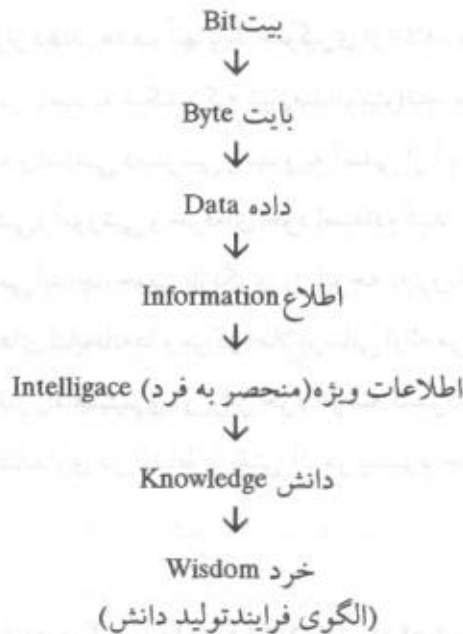 بیت Bit
بایت Byte
داده Data
اطلاع Information
اطلاعات ویژه(منحصر به فرد) Intelligace
دانش Knowledge
خرد Wisdom
(الگوی فرایندتولید دانش)